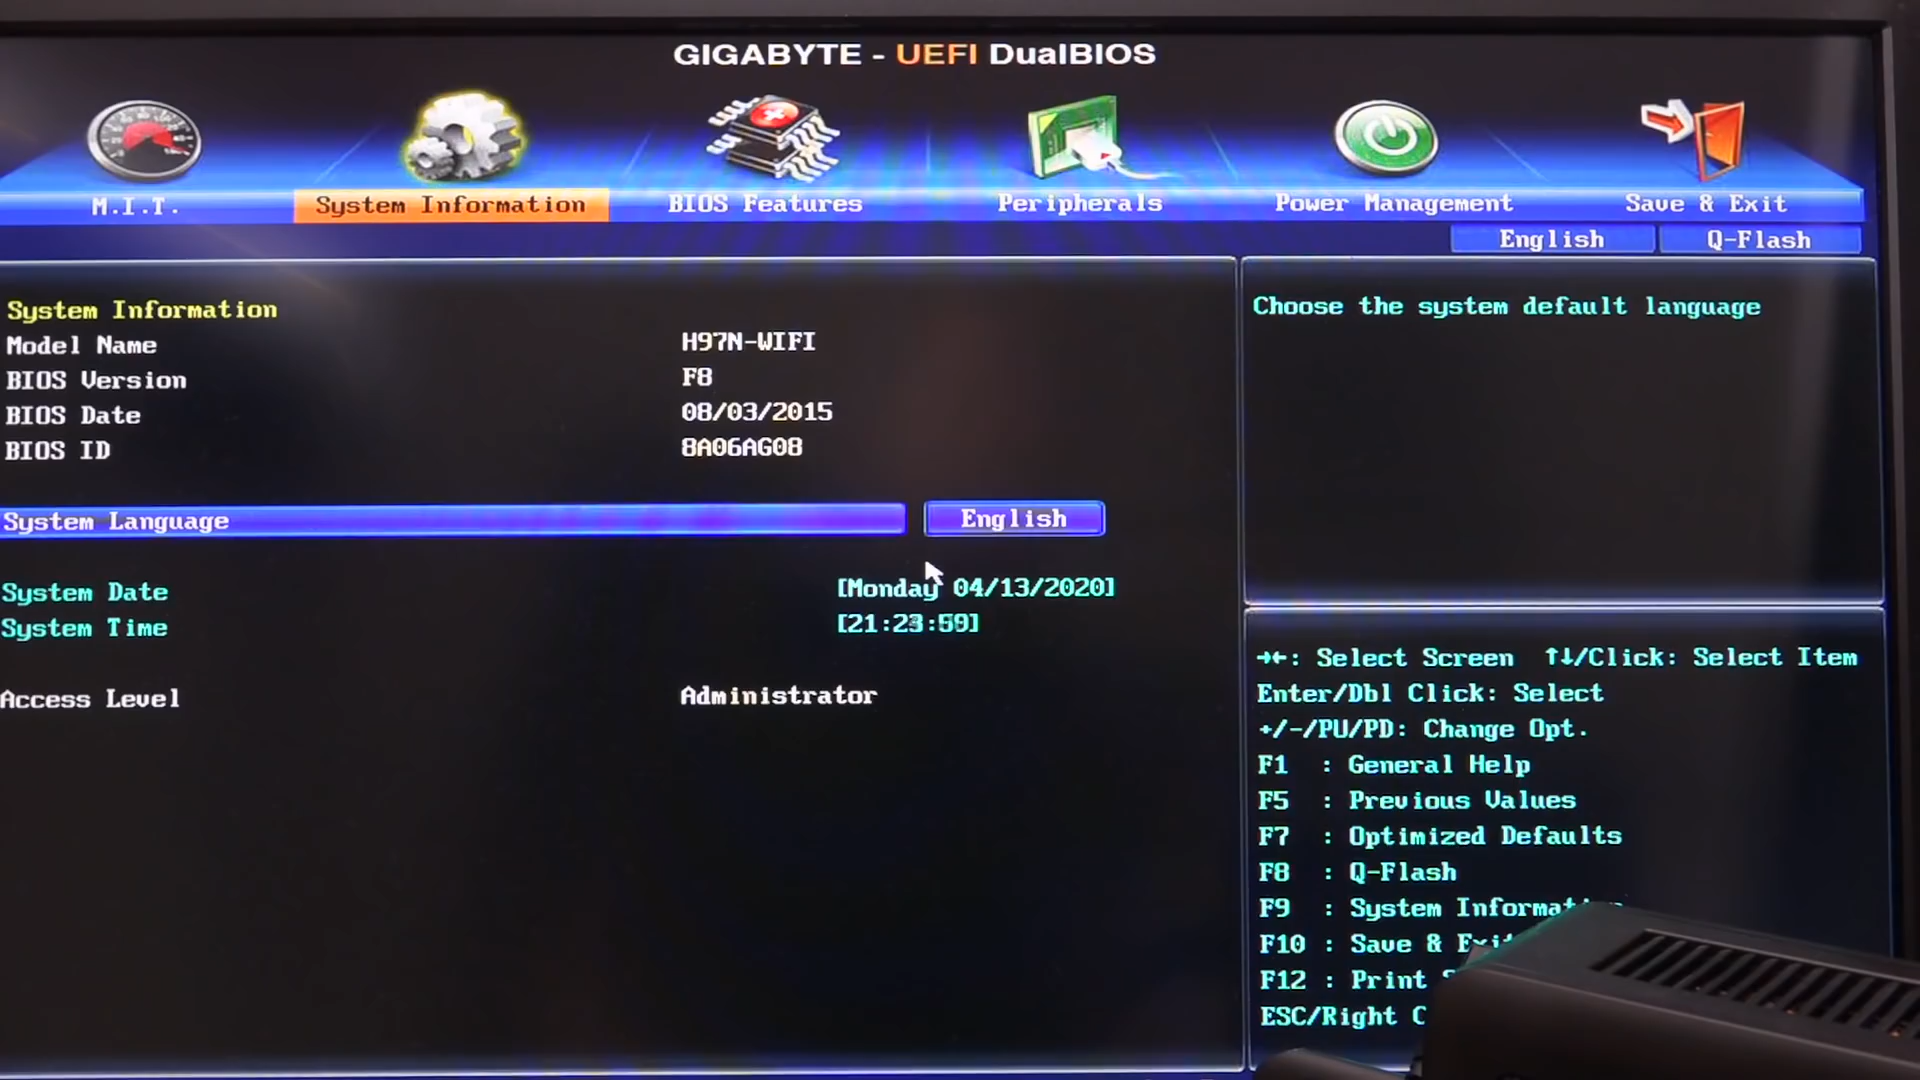 GIGABYTE - UEFI DualBIOS
M.I.T.
System Information
BIOS Features
Peripherals
Power Management
Save & Exit
English
Q-Flash
System Information
Model Name H97N-WIFI
BIOS Version F8
BIOS Date 08/03/2015
BIOS ID 8A06AG08
System Language English
System Date [Monday 04/13/2020]
System Time [21:23:59]
Access Level Administrator
Choose the system default language
→←: Select Screen ↑↓/Click: Select Item
Enter/Dbl Click: Select
+/-/PU/PD: Change Opt.
F1 : General Help
F5 : Previous Values
F7 : Optimized Defaults
F8 : Q-Flash
F9 : System Information
F10 : Save & Exit
F12 : Print
ESC/Right C